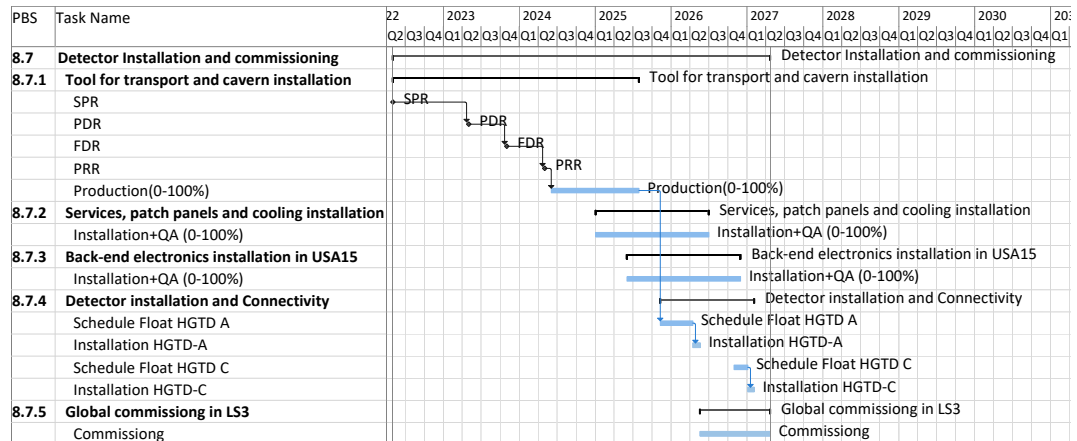 PBS Task Name 22 2023 2024 2025 2026 2027 2028 2029 2030 203
Q2 Q3 Q4 Q1 Q2 Q3 Q4 Q1 Q2 Q3 Q4 Q1 Q2 Q3 Q4 Q1 Q2 Q3 Q4 Q1 Q2 Q3 Q4 Q1 Q2 Q3 Q4 Q1 Q2 Q3 Q4 Q1 Q2 Q3 Q4 Q1
8.7 Detector Installation and commissioning Detector Installation and commissioning
8.7.1 Tool for transport and cavern installation Tool for transport and cavern installation
SPR SPR
PDR PDR
FDR FDR
PRR PRR
Production(0-100%) Production(0-100%)
8.7.2 Services, patch panels and cooling installation Services, patch panels and cooling installation
Installation+QA (0-100%) Installation+QA (0-100%)
8.7.3 Back-end electronics installation in USA15 Back-end electronics installation in USA15
Installation+QA (0-100%) Installation+QA (0-100%)
8.7.4 Detector installation and Connectivity Detector installation and Connectivity
Schedule Float HGTD A Schedule Float HGTD A
Installation HGTD-A Installation HGTD-A
Schedule Float HGTD C Schedule Float HGTD C
Installation HGTD-C Installation HGTD-C
8.7.5 Global commissiong in LS3 Global commissiong in LS3
Commissiong Commissiong